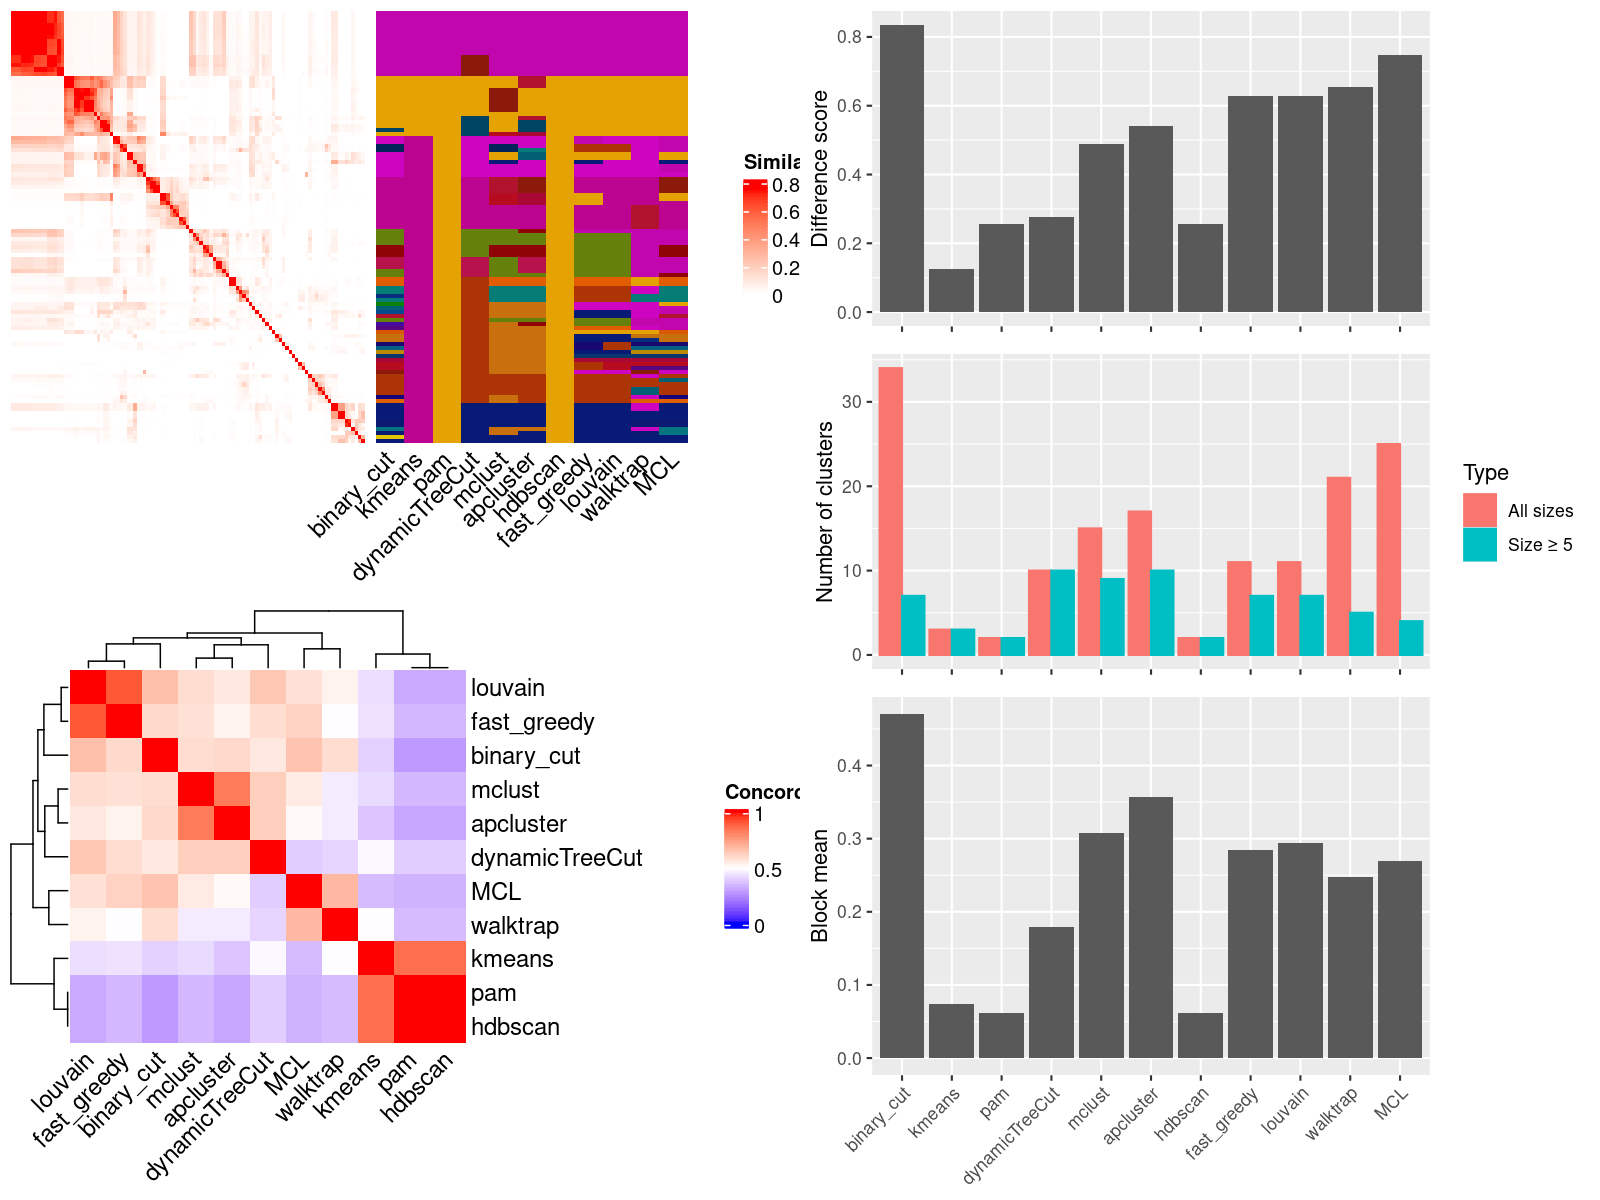 Simila
0.8
0.6
0.4
0.2
0
binary_cut
kmeans
pam
dynamicTreeCut
mclust
apcluster
hdbscan
fast_greedy
louvain
walktrap
MCL
louvain
fast_greedy
binary_cut
mclust
apcluster
dynamicTreeCut
MCL
walktrap
kmeans
pam
hdbscan
louvain
fast_greedy
binary_cut
mclust
apcluster
dynamicTreeCut
MCL
walktrap
kmeans
pam
hdbscan
Concord
1
0.5
0
Difference score
0.8
0.6
0.4
0.2
0.0
Number of clusters
30
20
10
0
Type
All sizes
Size ≥ 5
Block mean
0.4
0.3
0.2
0.1
0.0
binary_cut
kmeans
pam
dynamicTreeCut
mclust
apcluster
hdbscan
fast_greedy
louvain
walktrap
MCL